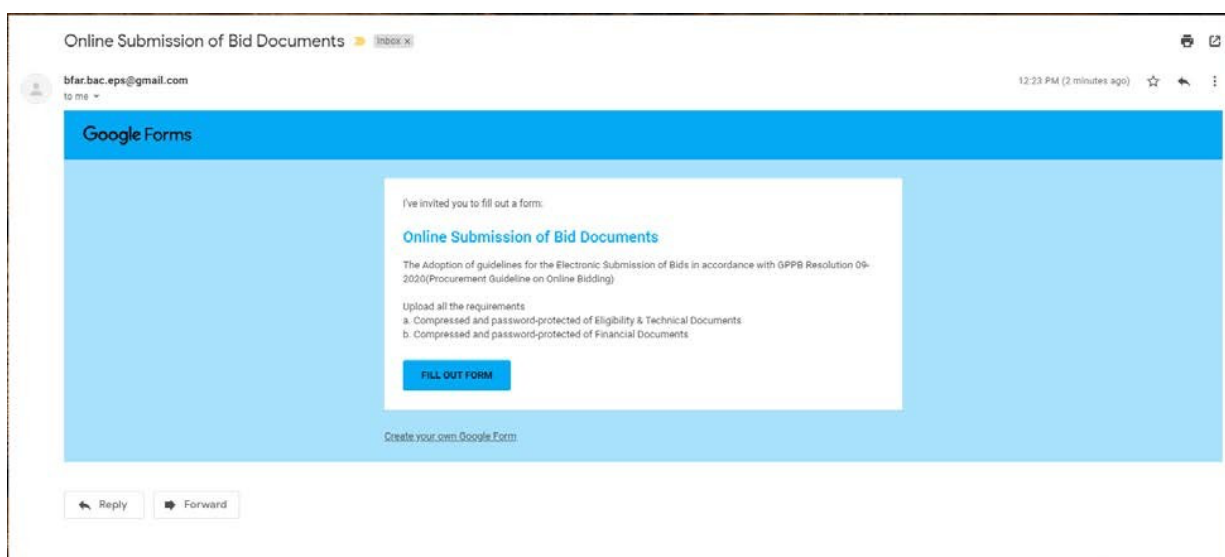 Online Submission of Bid Documents
Inbox x
bfar.bac.eps@gmail.com
12:23 PM (2 minutes ago)
to me
Google Forms
I've invited you to fill out a form:
Online Submission of Bid Documents
The Adoption of guidelines for the Electronic Submission of Bids in accordance with GPPB Resolution 09-
2020(Procurement Guideline on Online Bidding)
Upload all the requirements
a. Compressed and password-protected of Eligibility & Technical Documents
b. Compressed and password-protected of Financial Documents
FILL OUT FORM
Create your own Google Form
Reply
Forward